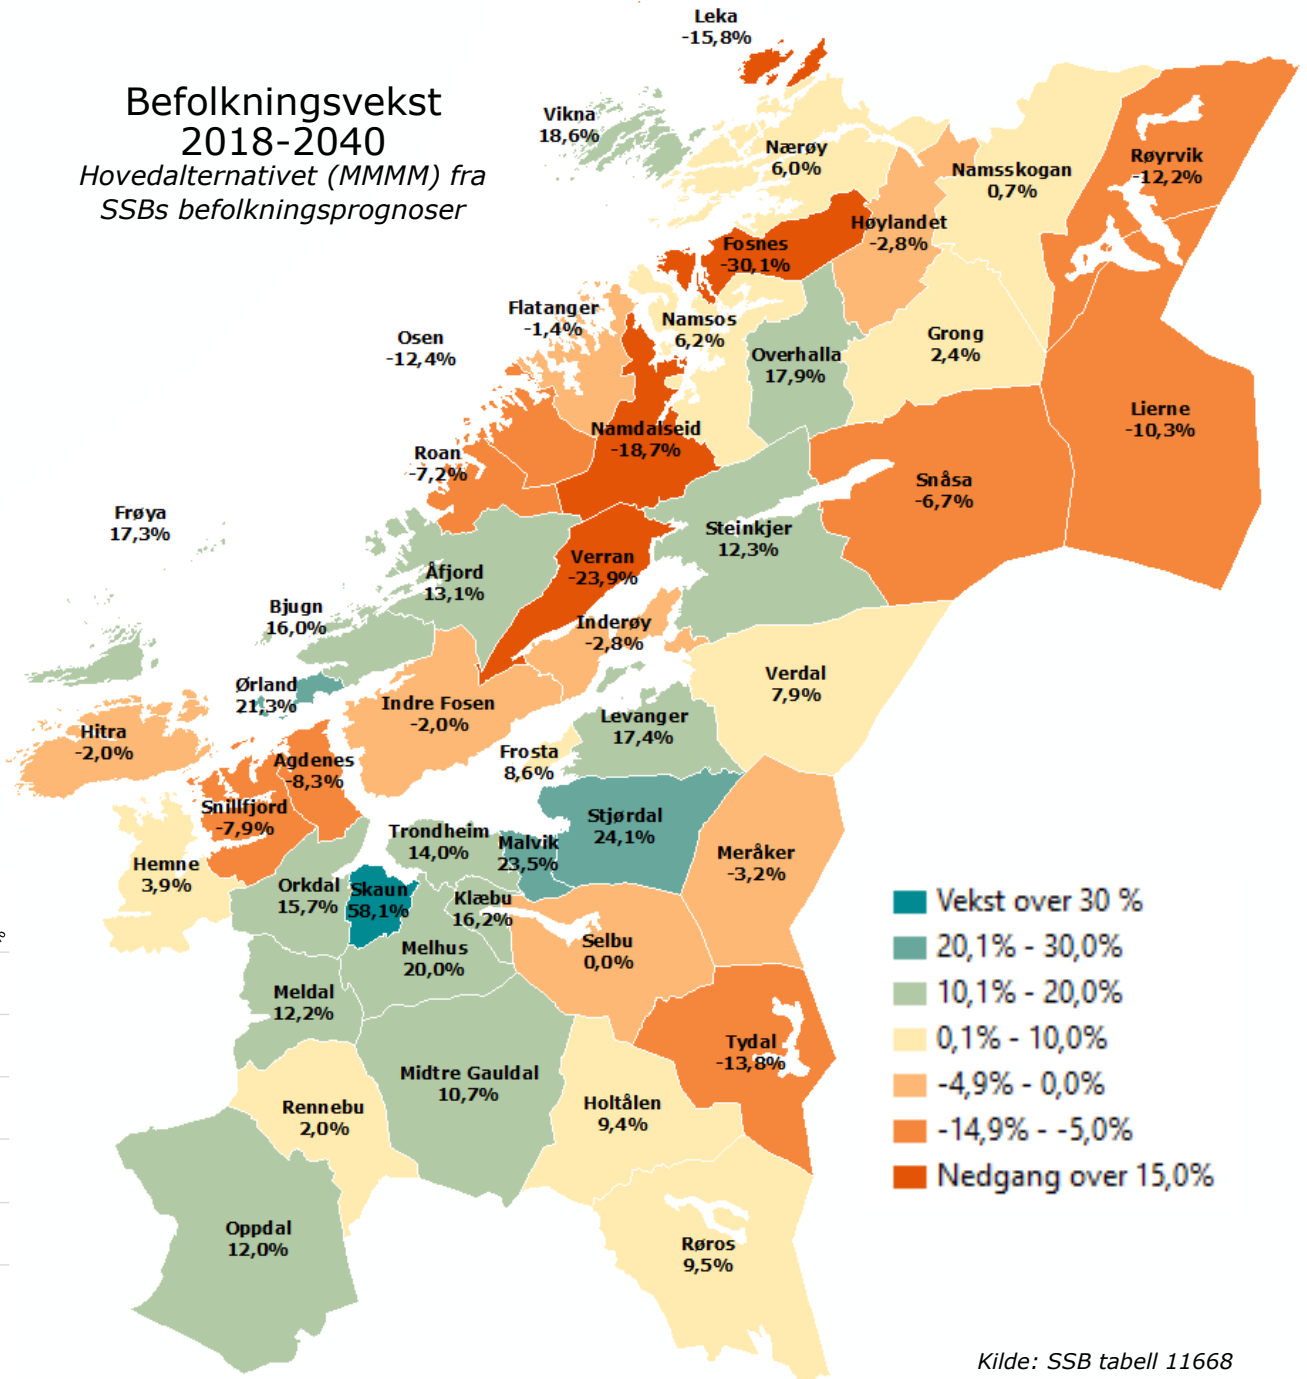 Leka
-15,8%
Befolkningsvekst
2018-2040
Hovedalternativet (MMMM) fra
SSBs befolkningsprognoser
Vikna
18,6%
Nærøy
6,0%
Namsskogan
0,7%
Røyrvik
-12,2%
Høylandet
-2,8%
Fosnes
-30,1%
Flatanger
-1,4%
Namsos
6,2%
Osen
-12,4%
Overhalla
17,9%
Grong
2,4%
Lierne
-10,3%
Namdalseid
-18,7%
Roan
-7,2%
Snåsa
-6,7%
Frøya
17,3%
Steinkjer
12,3%
Verran
-23,9%
Åfjord
13,1%
Bjugn
16,0%
Inderøy
-2,8%
Verdal
7,9%
Ørland
21,3%
Indre Fosen
-2,0%
Levanger
17,4%
Hitra
-2,0%
Frosta
8,6%
Agdenes
-8,3%
Snillfjord
-7,9%
Stjørdal
24,1%
Trondheim
14,0%
Malvik
23,5%
Meråker
-3,2%
Hemne
3,9%
Orkdal
15,7%
Skaun
58,1%
Klæbu
16,2%
Selbu
0,0%
Melhus
20,0%
Meldal
12,2%
Tydal
-13,8%
Midtre Gauldal
10,7%
Holtålen
9,4%
Rennebu
2,0%
Oppdal
12,0%
Røros
9,5%
Vekst over 30 %
20,1% - 30,0%
10,1% - 20,0%
0,1% - 10,0%
-4,9% - 0,0%
-14,9% - -5,0%
Nedgang over 15,0%
Kilde: SSB tabell 11668